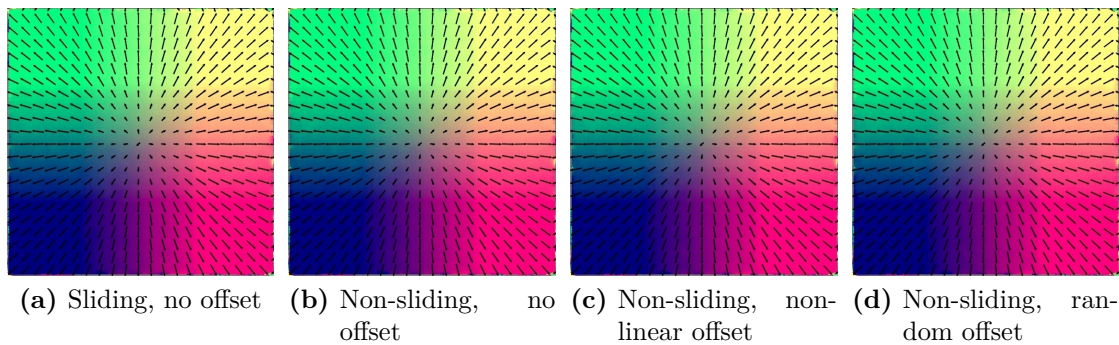 (a) Sliding, no offset
(b) Non-sliding, no
offset
(c) Non-sliding, non-
linear offset
(d) Non-sliding, ran-
dom offset